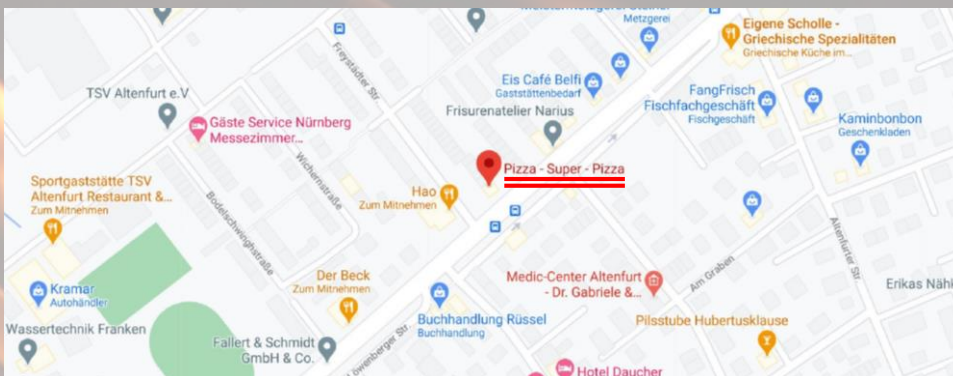 Metzgerei
Eigene Scholle -
Griechische Spezialitäten
Griechische Küche im...
Freystädter Str.
TSV Altenfurt e.V
Eis Café Belfi
Gaststättenbedarf
FangFrisch
Fischfachgeschäft
Fischgeschäft
Gäste Service Nürnberg
Messezimmer...
Frisurenatelier Narius
Kaminbonbon
Geschenkladen
Wichernstraße
Pizza - Super - Pizza
Sportgaststätte TSV
Altenfurt Restaurant &...
Zum Mitnehmen
Hao
Zum Mitnehmen
Bodelschwinghstraße
Altenfurter Str.
Der Beck
Zum Mitnehmen
Medic-Center Altenfurt
- Dr. Gabriele &...
Am Graben
Erikas Nähk
Kramar
Autohändler
Buchhandlung Rüssel
Buchhandlung
Pilsstube Hubertusklause
Wassertechnik Franken
Fallert & Schmidt
GmbH & Co.
Löwenberger Str.
Hotel Daucher